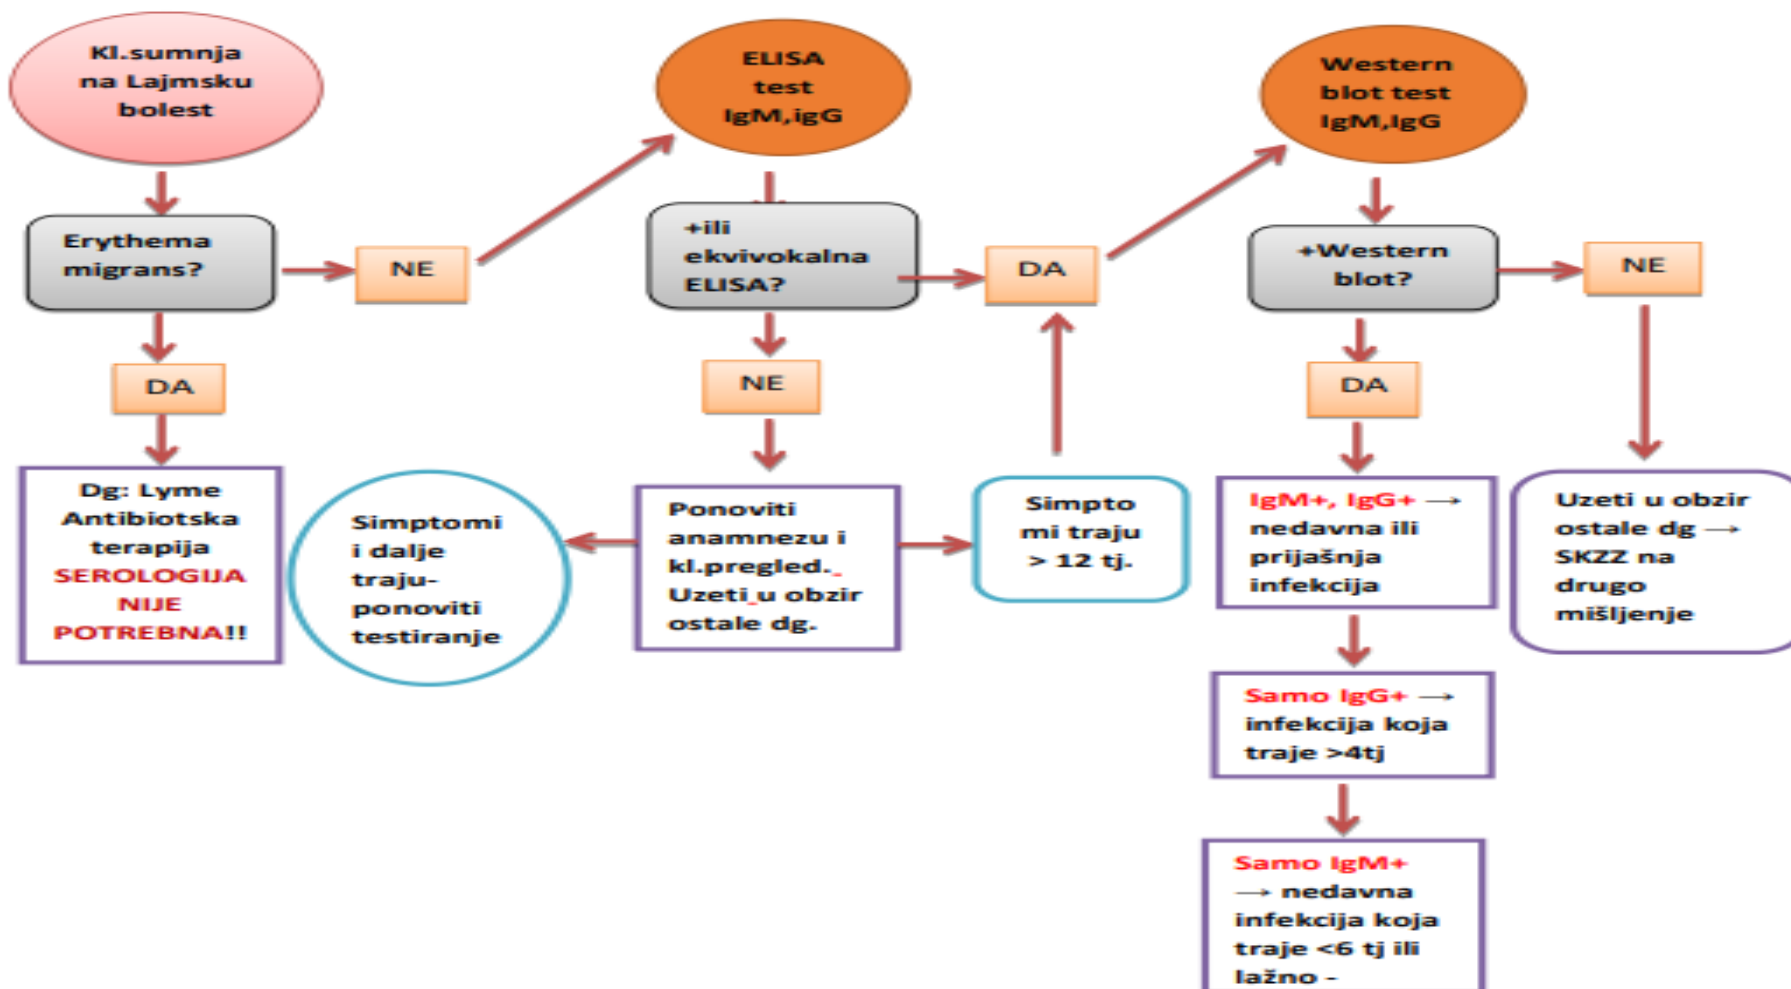 Kl.sumnja
na Lajmsku
bolest
Erythema
migrans?
NE
DA
Dg: Lyme
Antibiotska
terapija
SEROLOGIJA
NIJE
POTREBNA!!
ELISA
test
IgM,igG
+ili
ekvivokalna
ELISA?
DA
NE
Simptomi
i dalje
traju-
ponoviti
testiranje
Ponoviti
anamnezu i
kl.pregled.
Uzeti u obzir
ostale dg.
Simpto
mi traju
> 12 tj.
Western
blot test
IgM,IgG
+Western
blot?
NE
DA
IgM+, IgG+ →
nedavna ili
prijašnja
infekcija
Uzeti u obzir
ostale dg →
SKZZ na
drugo
mišljenje
Samo IgG+ →
infekcija koja
traje >4tj
Samo IgM+
→ nedavna
infekcija koja
traje <6 tj ili
lažno -